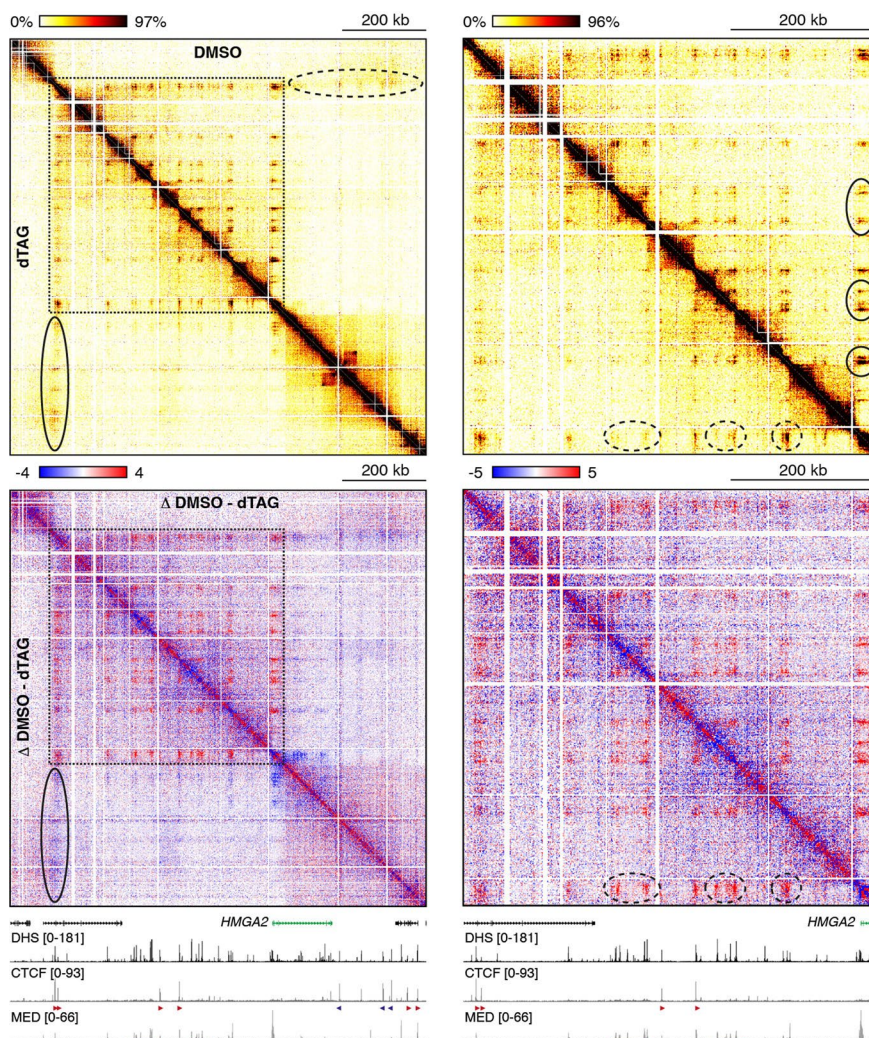 0% 97% 200 kb
DMSO
dTAG
0% 96% 200 kb
-4 4 200 kb
Δ DMSO - dTAG
Δ DMSO - dTAG
-5 5 200 kb
HMGA2
DHS [0-181]
CTCF [0-93]
MED [0-66]
HMGA2
DHS [0-181]
CTCF [0-93]
MED [0-66]